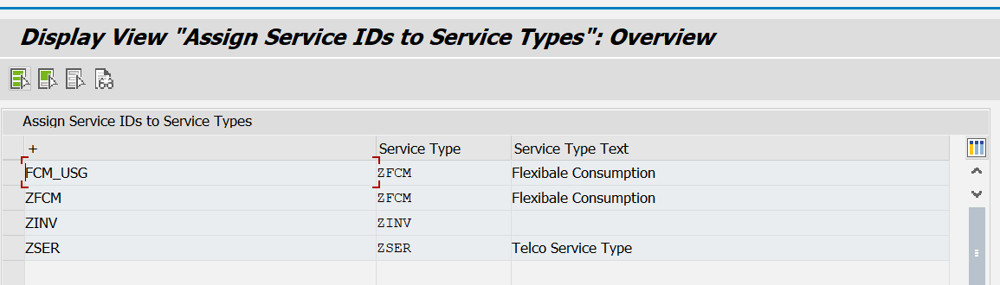 Display View "Assign Service IDs to Service Types": Overview
Assign Service IDs to Service Types
+ Service Type Service Type Text
FCM_USG ZFCM Flexibale Consumption
ZFCM ZFCM Flexibale Consumption
ZINV ZINV
ZSER ZSER Telco Service Type